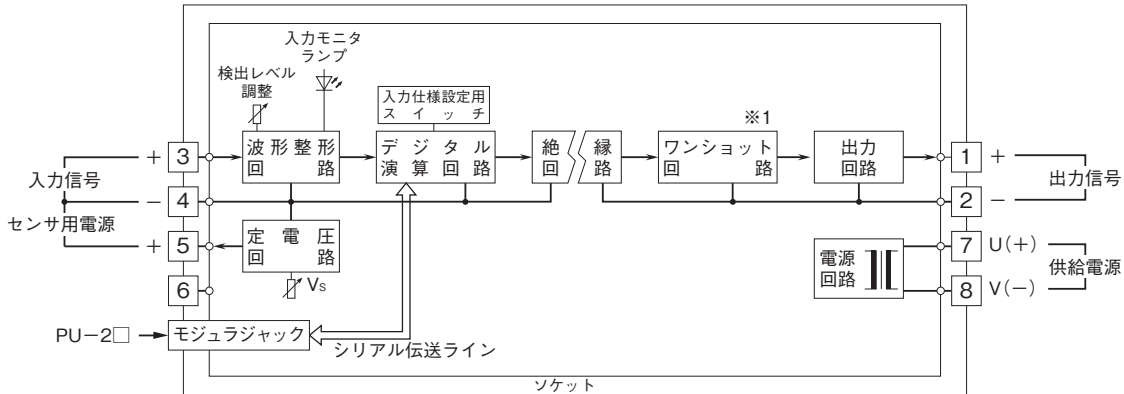 入力モニタ
ランプ
検出レベル
調整
入力仕様設定用
スイッチ
※1
波形整形
回路
デジタル
演算回路
絶縁
回路
ワンショット
回路
出力
回路
3
+
入力信号
4
−
センサ用電源
5
+
6
定電圧
回路
Vs
1
+
出力信号
2
−
電源
回路
7
U(+)
供給電源
8
V(−)
PU−2□
モジュラジャック
シリアル伝送ライン
ソケット